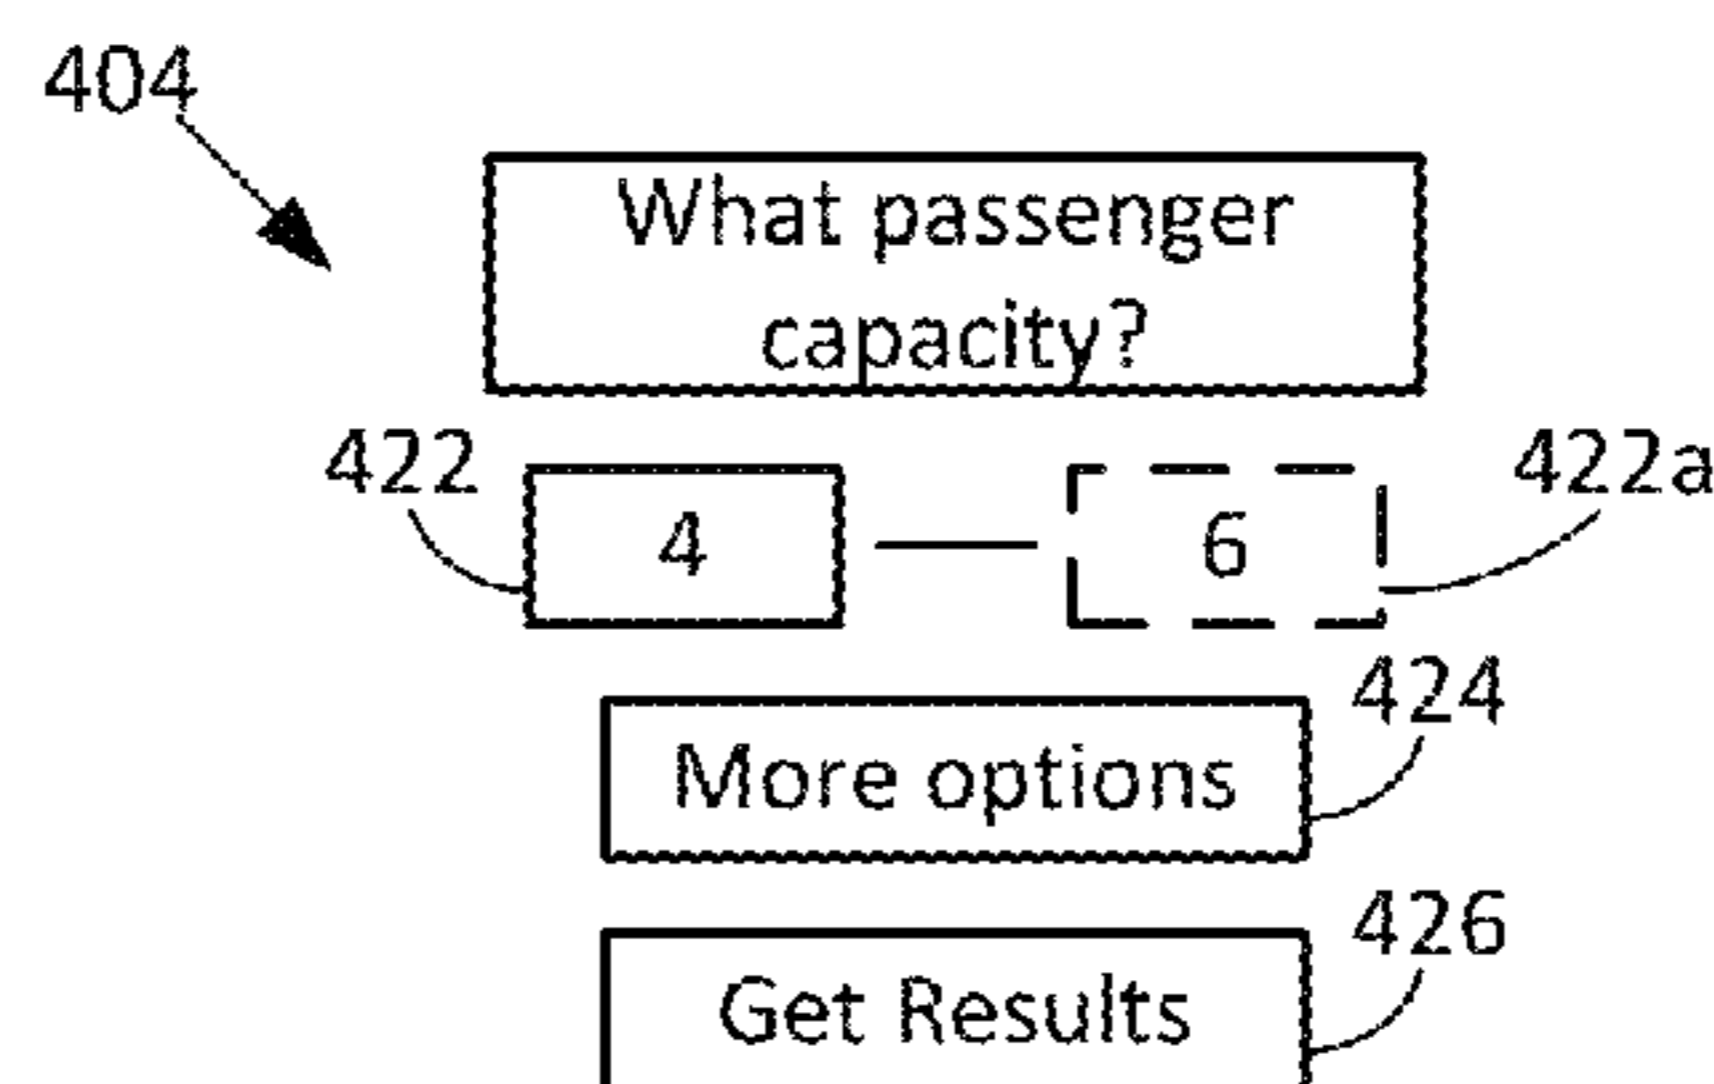 404
What passenger
capacity?
422 4 — 6 422a
More options 424
Get Results 426